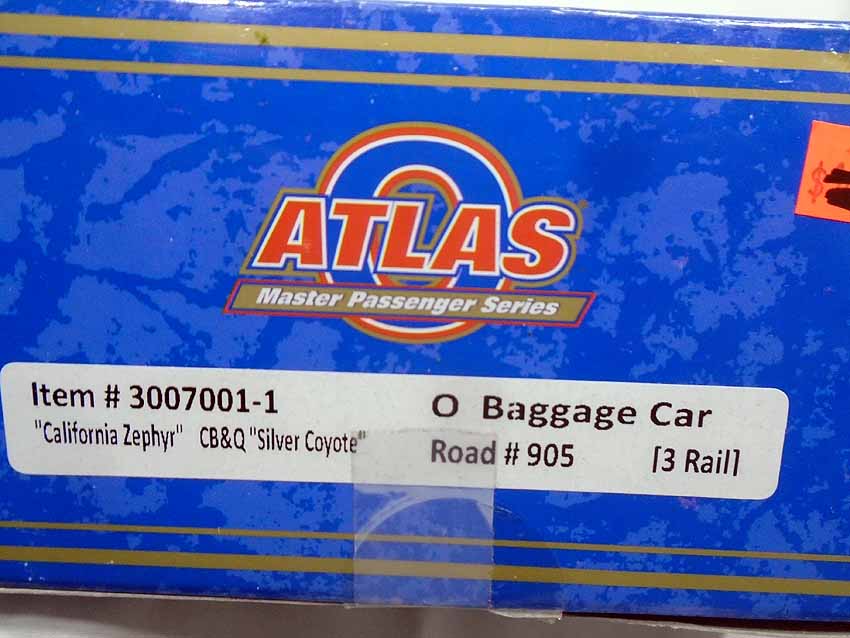 ATLAS
Master Passenger Series
Item # 3007001-1
O Baggage Car
"California Zephyr" CB&Q "Silver Coyote"
Road # 905 [3 Rail]
$